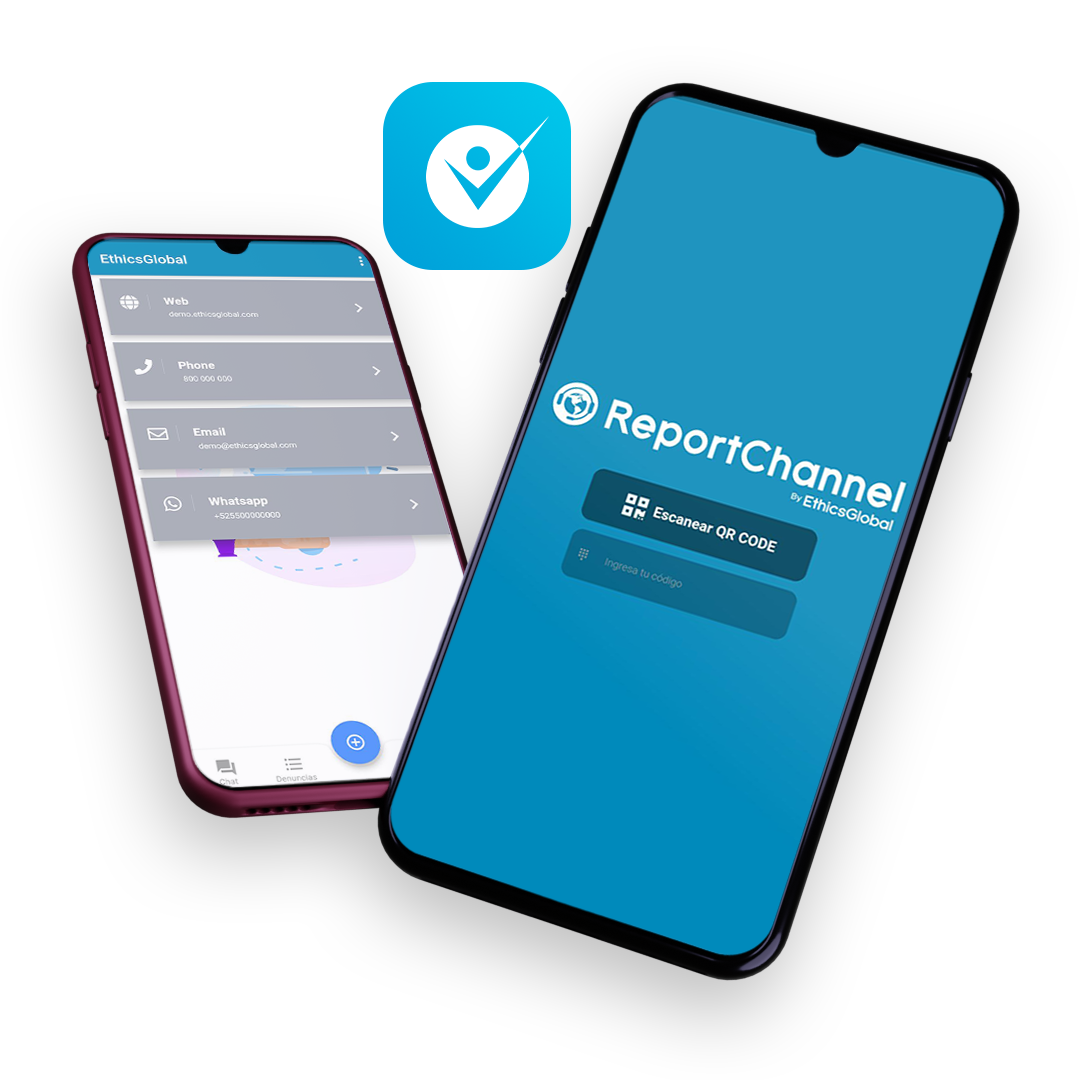 EthicsGlobal
Web
demo.ethicsglobal.com
Phone
800 000 000
Email
demo@ethicsglobal.com
Whatsapp
+525500000000
Chat
Denuncias
ReportChannel
By EthicsGlobal
Escanear QR CODE
Ingresa tu código